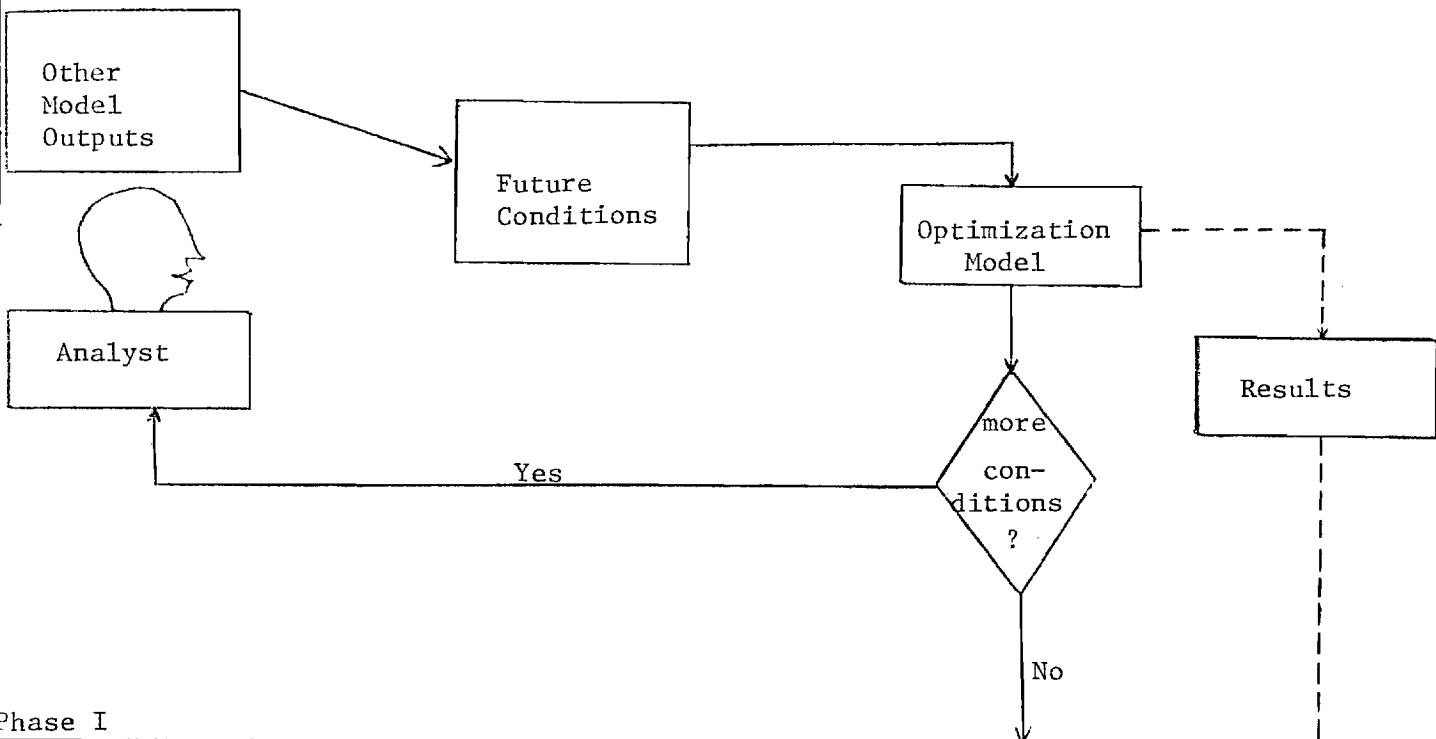 Other
Model
Outputs
Future
Conditions
Optimization
Model
Analyst
Results
more
con-
ditions
?
Yes
No
Phase I